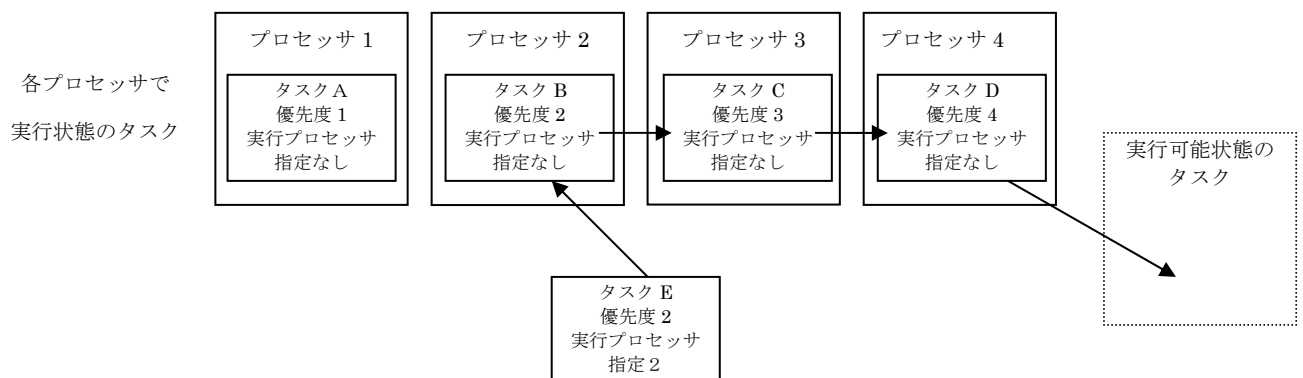 プロセッサ 1
プロセッサ 2
プロセッサ 3
プロセッサ 4
各プロセッサで
実行状態のタスク
タスク A
優先度 1
実行プロセッサ
指定なし
タスク B
優先度 2
実行プロセッサ
指定なし
タスク C
優先度 3
実行プロセッサ
指定なし
タスク D
優先度 4
実行プロセッサ
指定なし
実行可能状態の
タスク
タスク E
優先度 2
実行プロセッサ
指定２